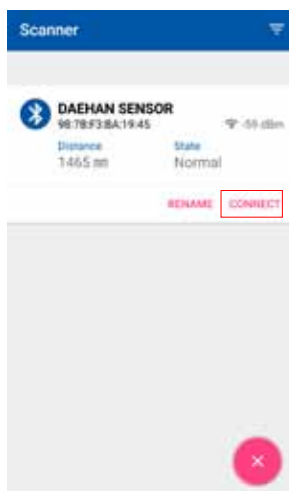 Scanner
DAEHAN SENSOR
98:78:F3:BA:19:45
-59 dBm
Distance State
1465 mm Normal
RENAME CONNECT